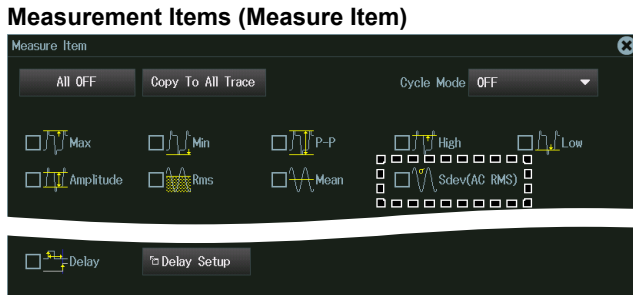 Measurement Items (Measure Item)
Measure Item
All OFF Copy To All Trace Cycle Mode OFF
Max Min P-P High Low
Amplitude Rms Mean Sdev(AC RMS)
Delay Delay Setup